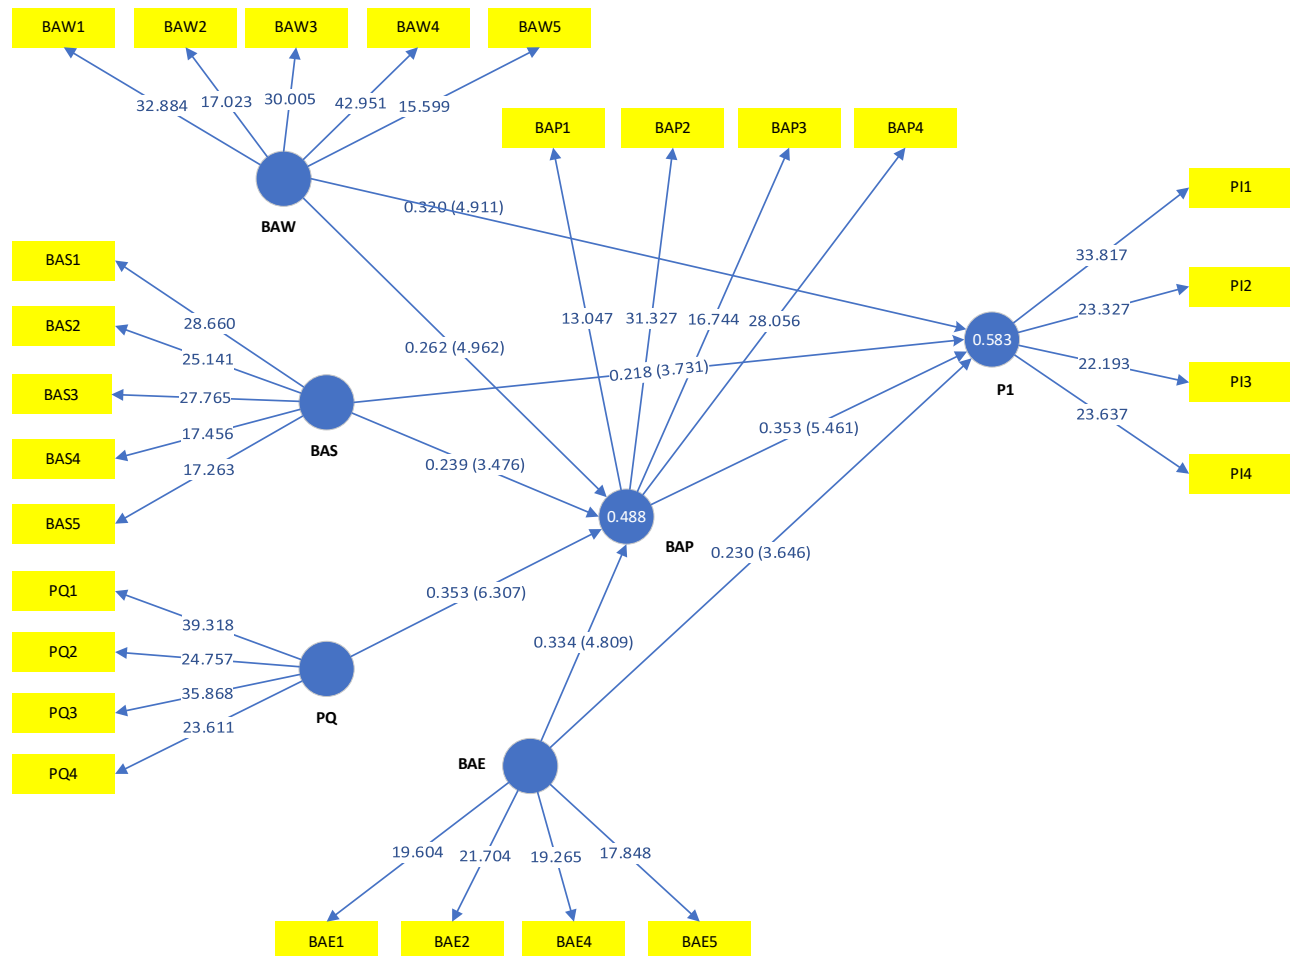 BAW1 BAW2 BAW3 BAW4 BAW5
32.884 17.023 30.005 42.951 15.599
BAP1 BAP2 BAP3 BAP4
BAW
0.320 (4.911)
PI1
33.817
BAS1
BAS2
BAS3
BAS4
BAS5
28.660
25.141
27.765
17.456
17.263
BAS
0.262 (4.962)
13.047 31.327 16.744 28.056
0.218 (3.731)
0.239 (3.476)
0.583
P1
PI2
23.327
PI3
22.193
PI4
23.637
0.353 (5.461)
0.488
BAP
0.230 (3.646)
PQ1
PQ2
PQ3
PQ4
39.318
24.757
35.868
23.611
PQ
0.353 (6.307)
0.334 (4.809)
BAE
19.604 21.704 19.265 17.848
BAE1 BAE2 BAE4 BAE5